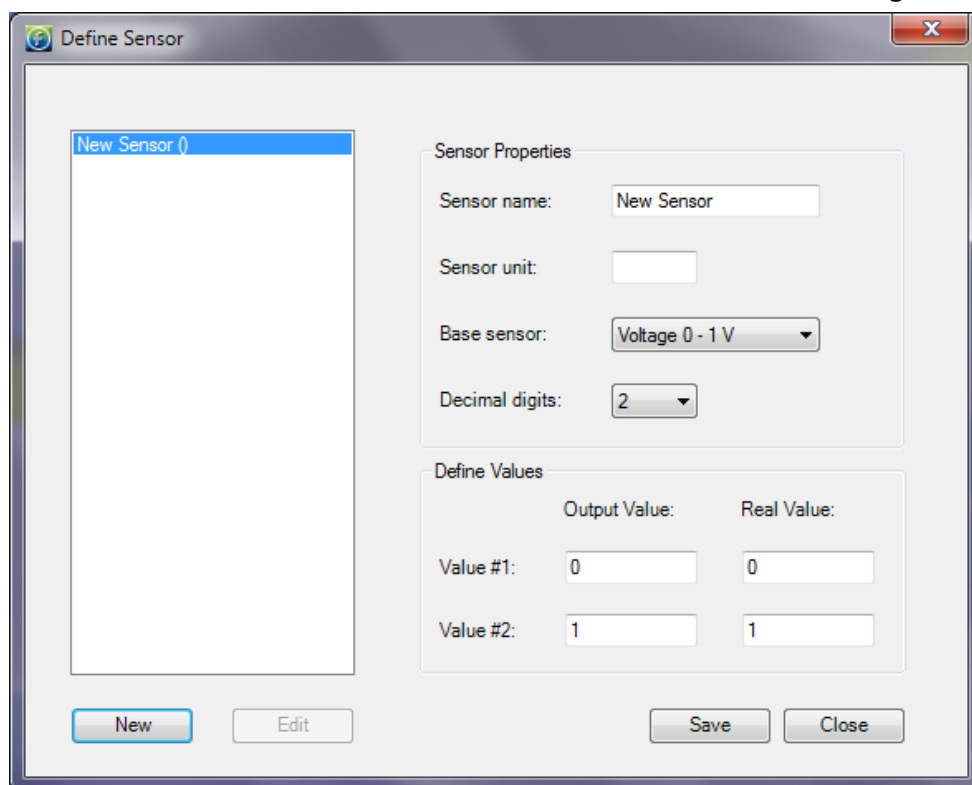 Define Sensor
New Sensor ()
Sensor Properties
Sensor name: New Sensor
Sensor unit:
Base sensor: Voltage 0 - 1 V
Decimal digits: 2
Define Values
Output Value: Real Value:
Value #1: 0 0
Value #2: 1 1
New Edit Save Close